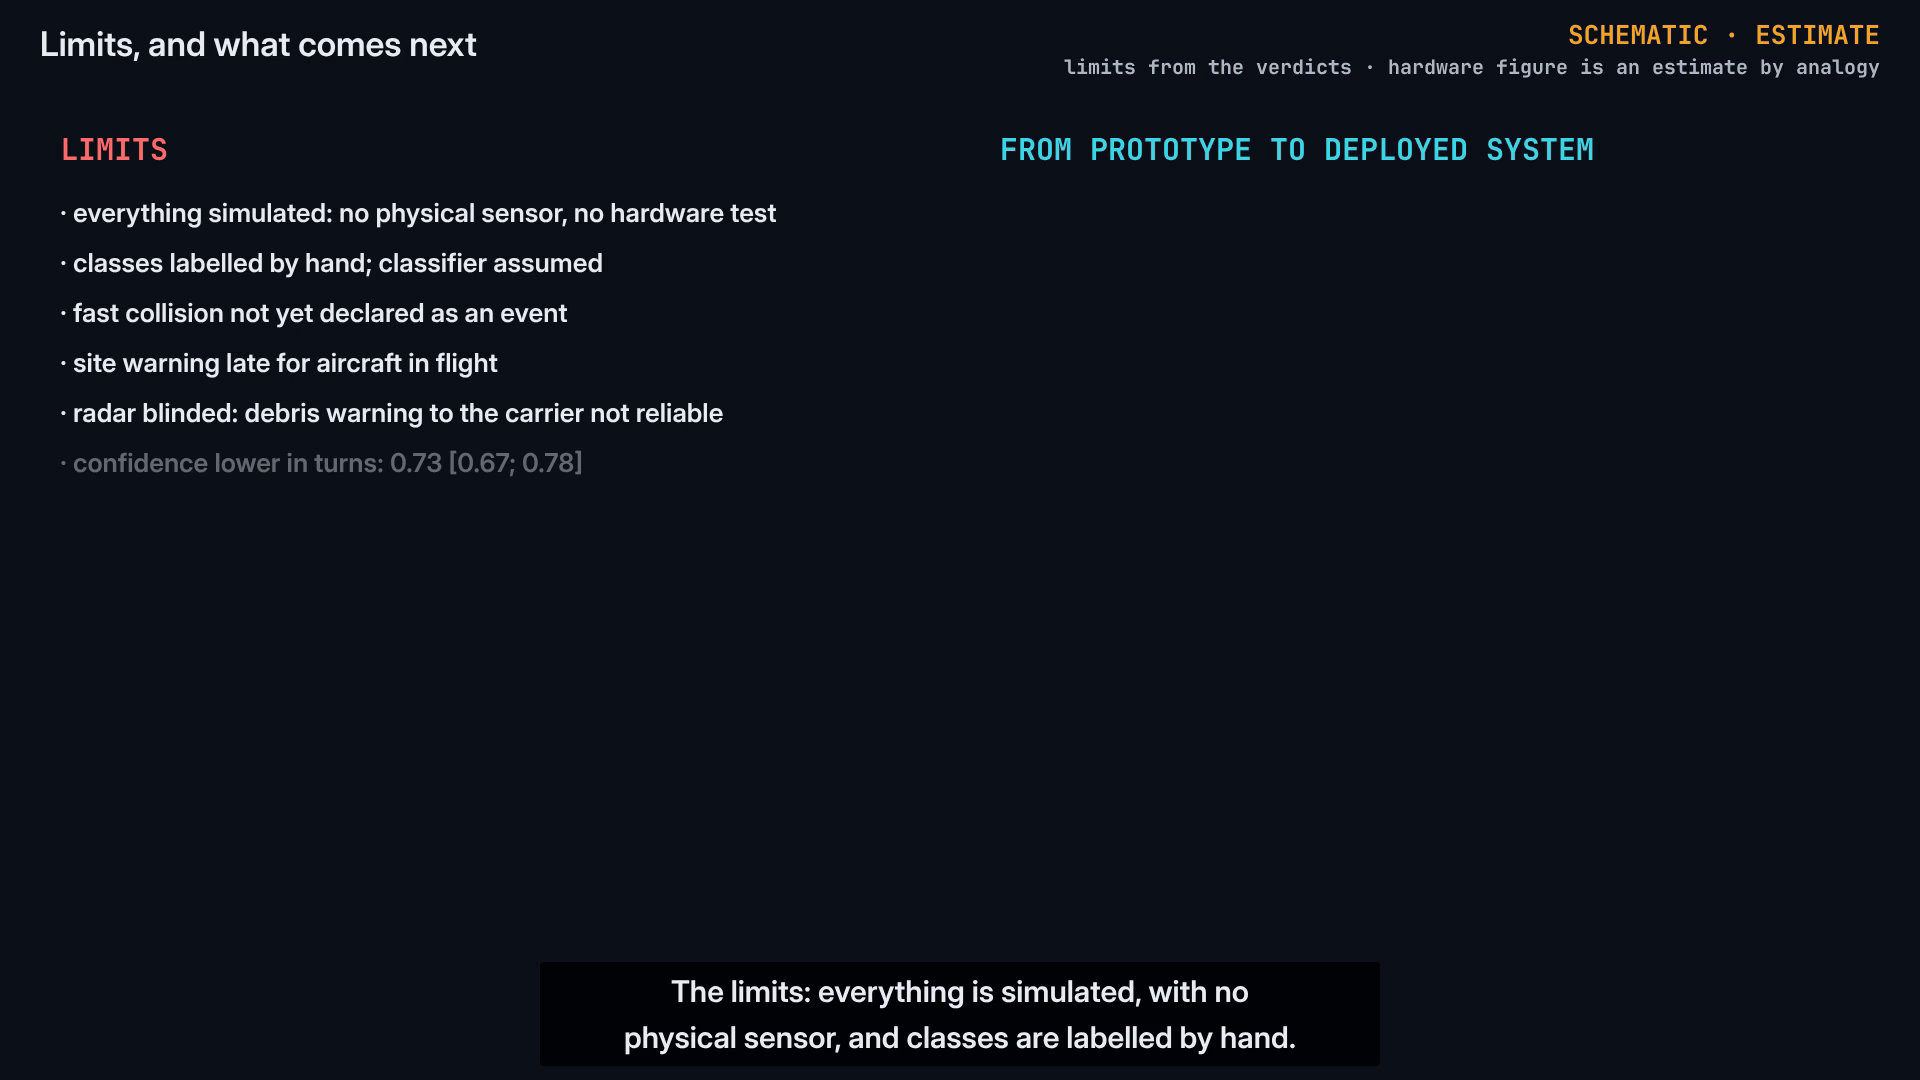 Limits, and what comes next
SCHEMATIC · ESTIMATE
limits from the verdicts · hardware figure is an estimate by analogy
LIMITS
· everything simulated: no physical sensor, no hardware test
· classes labelled by hand; classifier assumed
· fast collision not yet declared as an event
· site warning late for aircraft in flight
· radar blinded: debris warning to the carrier not reliable
· confidence lower in turns: 0.73 [0.67; 0.78]
FROM PROTOTYPE TO DEPLOYED SYSTEM
The limits: everything is simulated, with no
physical sensor, and classes are labelled by hand.